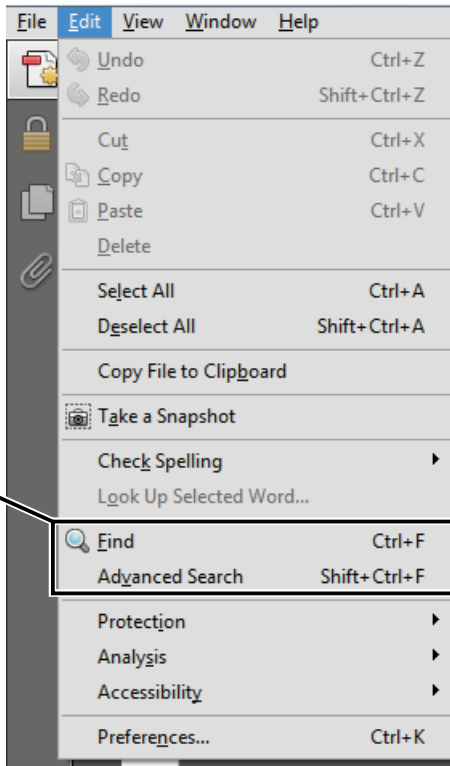 File Edit View Window Help
Undo Ctrl+Z
Redo Shift+Ctrl+Z
Cut Ctrl+X
Copy Ctrl+C
Paste Ctrl+V
Delete
Select All Ctrl+A
Deselect All Shift+Ctrl+A
Copy File to Clipboard
Take a Snapshot
Check Spelling
Look Up Selected Word...
Find Ctrl+F
Advanced Search Shift+Ctrl+F
Protection
Analysis
Accessibility
Preferences... Ctrl+K